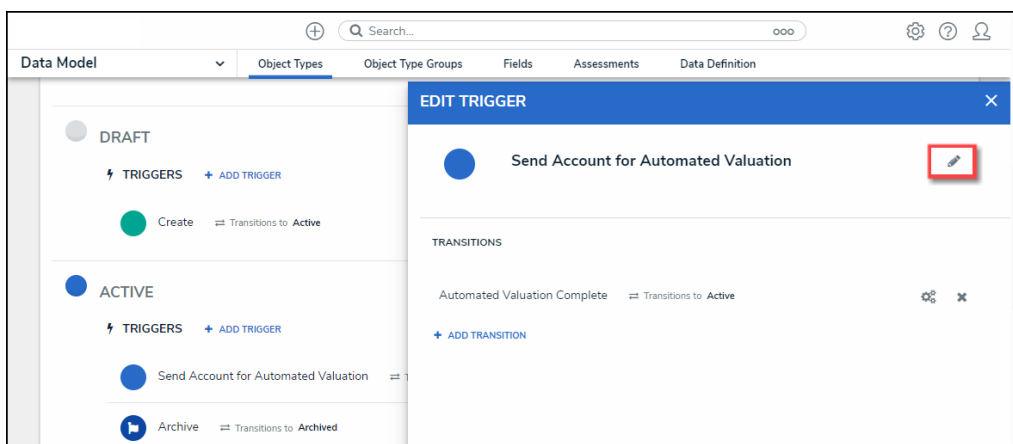 Search...
Data Model
Object Types
Object Type Groups
Fields
Assessments
Data Definition
EDIT TRIGGER
DRAFT
TRIGGERS + ADD TRIGGER
Create Transitions to Active
ACTIVE
TRIGGERS + ADD TRIGGER
Send Account for Automated Valuation
Archive Transitions to Archived
Send Account for Automated Valuation
TRANSITIONS
Automated Valuation Complete Transitions to Active
+ ADD TRANSITION